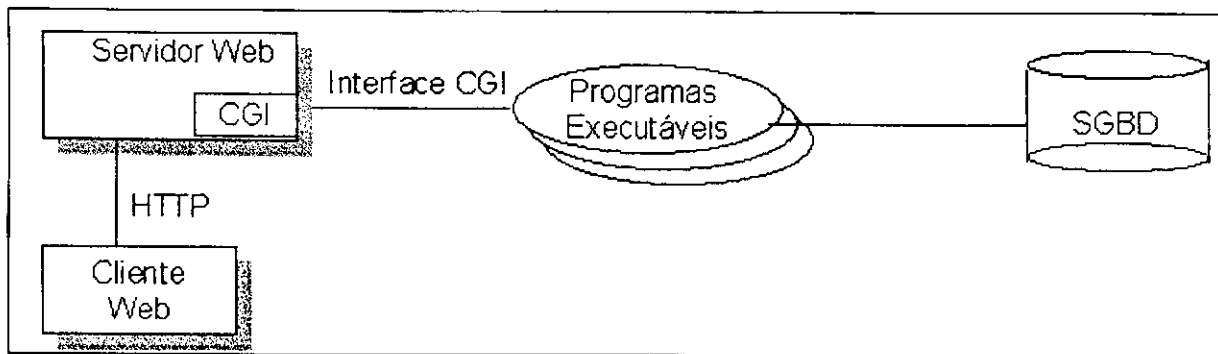 Servidor Web
CGI
Interface CGI
Programas
Executáveis
SGBD
HTTP
Cliente
Web